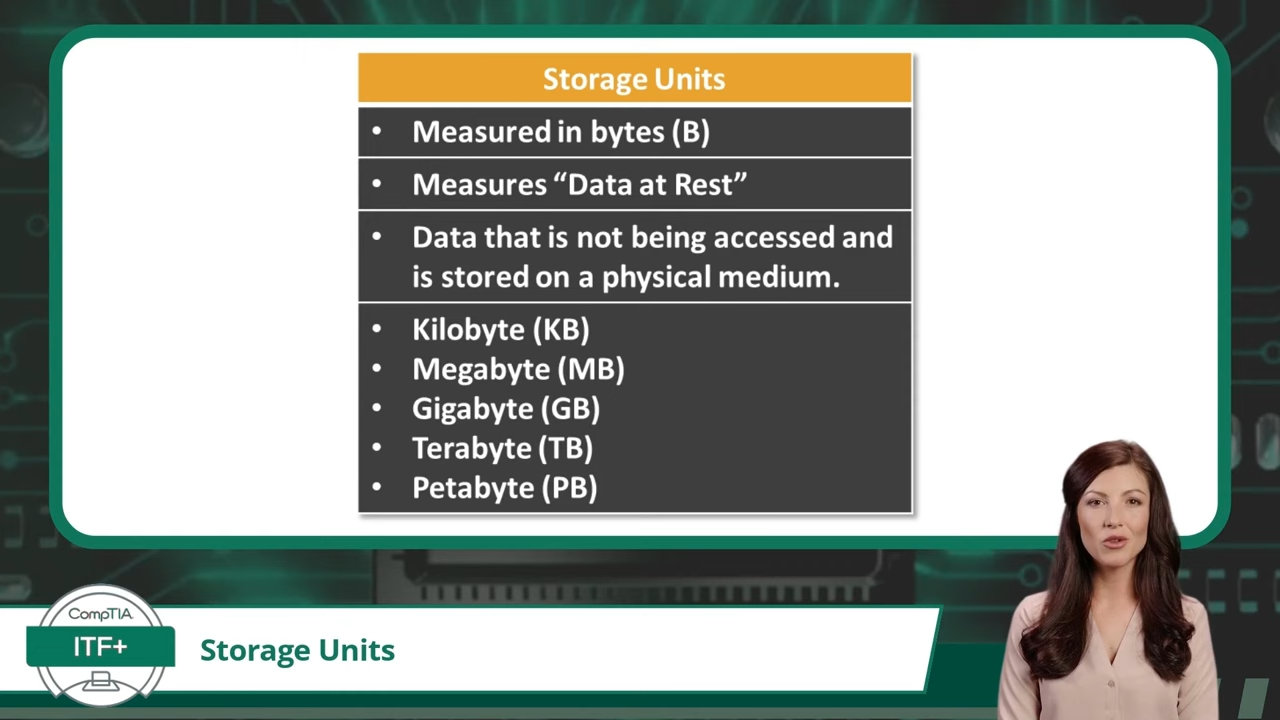 Storage Units
• Measured in bytes (B)
• Measures “Data at Rest”
• Data that is not being accessed and
is stored on a physical medium.
• Kilobyte (KB)
• Megabyte (MB)
• Gigabyte (GB)
• Terabyte (TB)
• Petabyte (PB)
CompTIA.
ITF+
Storage Units